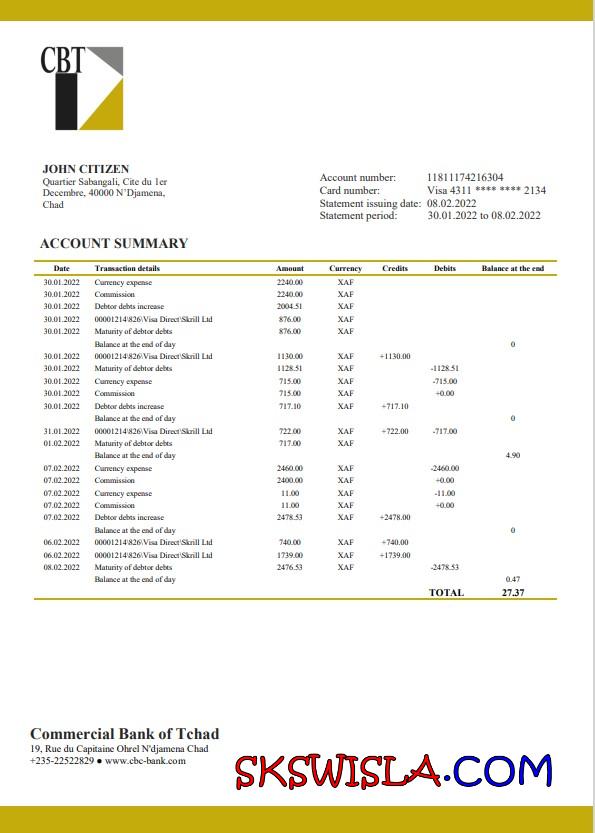 CBT
JOHN CITIZEN
Quartier Sabangali, Cite du 1er
Decembre, 40000 N'Djamena,
Chad
Account number: 11811174216304
Card number: Visa 4311 **** **** 2134
Statement issuing date: 08.02.2022
Statement period: 30.01.2022 to 08.02.2022
ACCOUNT SUMMARY
Date Transaction details Amount Currency Credits Debits Balance at the end
30.01.2022 Currency expense 2240.00 XAF
30.01.2022 Commission 2240.00 XAF
30.01.2022 Debtor debts increase 2004.51 XAF
30.01.2022 00001214\826\Visa Direct\Skrill Ltd 876.00 XAF
30.01.2022 Maturity of debtor debts 876.00 XAF
Balance at the end of day 0
30.01.2022 00001214\826\Visa Direct\Skrill Ltd 1130.00 XAF +1130.00
30.01.2022 Maturity of debtor debts 1128.51 XAF -1128.51
30.01.2022 Currency expense 715.00 XAF -715.00
30.01.2022 Commission 715.00 XAF +0.00
30.01.2022 Debtor debts increase 717.10 XAF +717.10
Balance at the end of day 0
31.01.2022 00001214\826\Visa Direct\Skrill Ltd 722.00 XAF +722.00 -717.00
01.02.2022 Maturity of debtor debts 717.00 XAF
Balance at the end of day 4.90
07.02.2022 Currency expense 2460.00 XAF -2460.00
07.02.2022 Commission 2400.00 XAF +0.00
07.02.2022 Currency expense 11.00 XAF -11.00
07.02.2022 Commission 11.00 XAF +0.00
07.02.2022 Debtor debts increase 2478.53 XAF +2478.00
Balance at the end of day 0
06.02.2022 00001214\826\Visa Direct\Skrill Ltd 740.00 XAF +740.00
06.02.2022 00001214\826\Visa Direct\Skrill Ltd 1739.00 XAF +1739.00
08.02.2022 Maturity of debtor debts 2476.53 XAF -2478.53
Balance at the end of day 0.47
TOTAL 27.37
Commercial Bank of Tchad
19, Rue du Capitaine Ohrel N'djamena Chad
+235-22522829 ● www.cbc-bank.com
SKSWISLA.COM